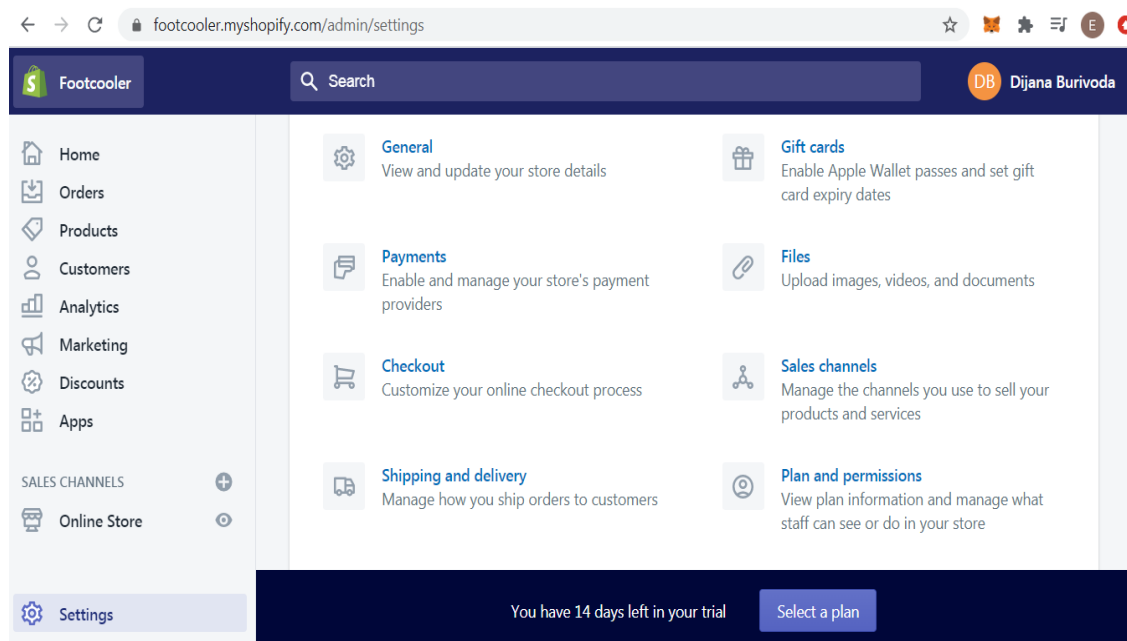 footcooler.myshopify.com/admin/settings
E
Footcooler
Search
DB
Dijana Burivoda
Home
Orders
Products
Customers
Analytics
Marketing
Discounts
Apps
SALES CHANNELS
Online Store
Settings
General
View and update your store details
Gift cards
Enable Apple Wallet passes and set gift
card expiry dates
Payments
Enable and manage your store's payment
providers
Files
Upload images, videos, and documents
Checkout
Customize your online checkout process
Sales channels
Manage the channels you use to sell your
products and services
Shipping and delivery
Manage how you ship orders to customers
Plan and permissions
View plan information and manage what
staff can see or do in your store
You have 14 days left in your trial
Select a plan